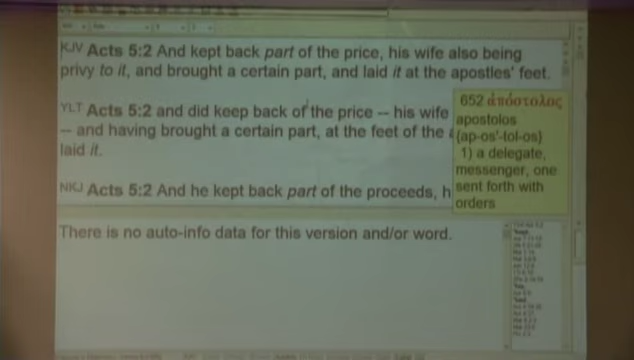 KJV Acts 5:2 And kept back part of the price, his wife also being
privy to it, and brought a certain part, and laid it at the apostles' feet.
YLT Acts 5:2 and did keep back of the price -- his wife
-- and having brought a certain part, at the feet of the
laid it.
NKJ Acts 5:2 And he kept back part of the proceeds, h
652 ἀπόστολος
apostolos
{ap-os'-tol-os}
1) a delegate,
messenger, one
sent forth with
orders
There is no auto-info data for this version and/or word.